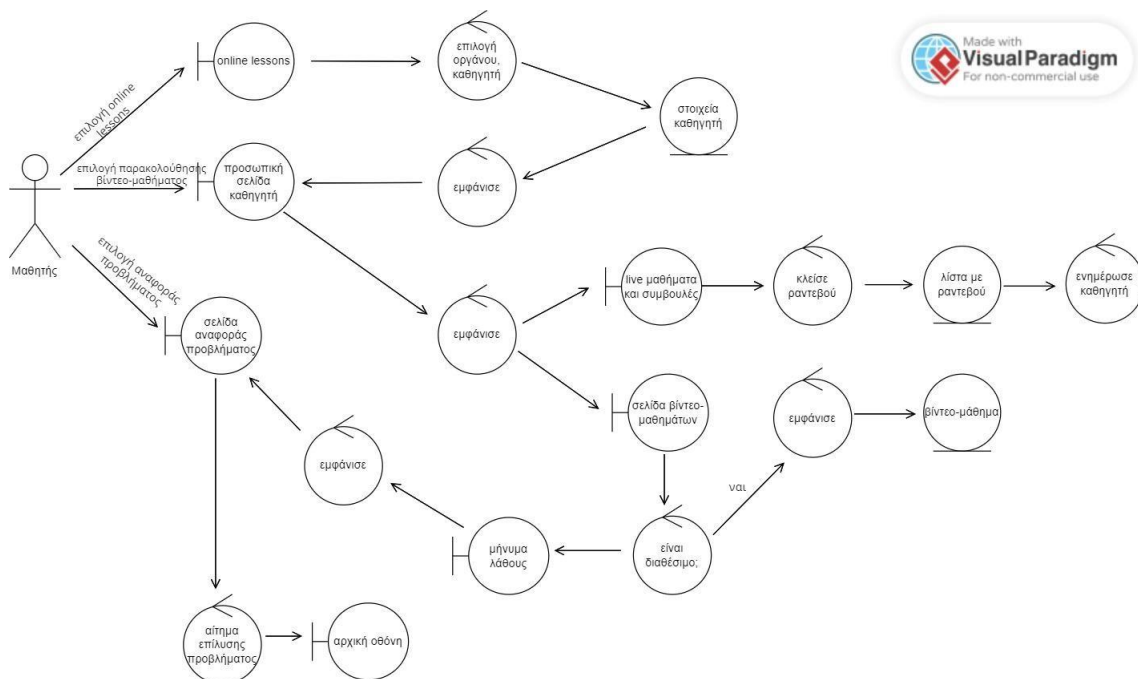 Made with
Visual Paradigm
For non-commercial use
online lessons
επιλογή
οργάνου,
καθηγητή
στοιχεία
καθηγητή
επιλογή online
lessons
επιλογή παρακολούθησης
βίντεο-μαθήματος
προσωπική
σελίδα
καθηγητή
εμφάνισε
Μαθητής
επιλογή αναφοράς
προβλήματος
live μαθήματα
και συμβουλές
κλείσε
ραντεβού
λίστα με
ραντεβού
ενημέρωσε
καθηγητή
σελίδα
αναφοράς
προβλήματος
εμφάνισε
σελίδα βίντεο-
μαθημάτων
εμφάνισε
βίντεο-μάθημα
εμφάνισε
ναι
μήνυμα
λάθους
είναι
διαθέσιμο;
αίτημα
επίλυσης
προβλήματος
αρχική οθόνη